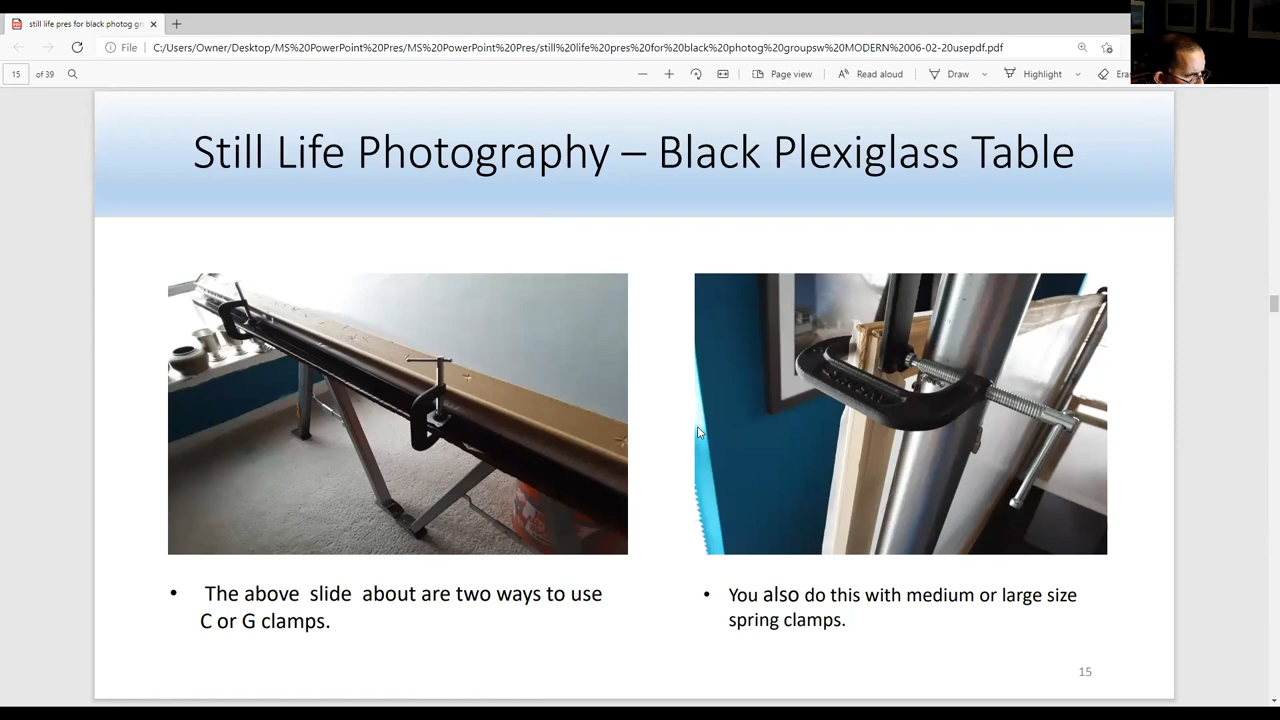 still life pres for black photog gr
File
C:/Users/Owner/Desktop/MS%20PowerPoint%20Pres/MS%20PowerPoint%20Pres/still%20life%20pres%20for%20black%20photog%20groupsw%20MODERN%2006-02-20usepdf.pdf
15 of 39
Page view
Read aloud
Draw
Highlight
Still Life Photography – Black Plexiglass Table
• The above slide about are two ways to use
C or G clamps.
• You also do this with medium or large size
spring clamps.
15